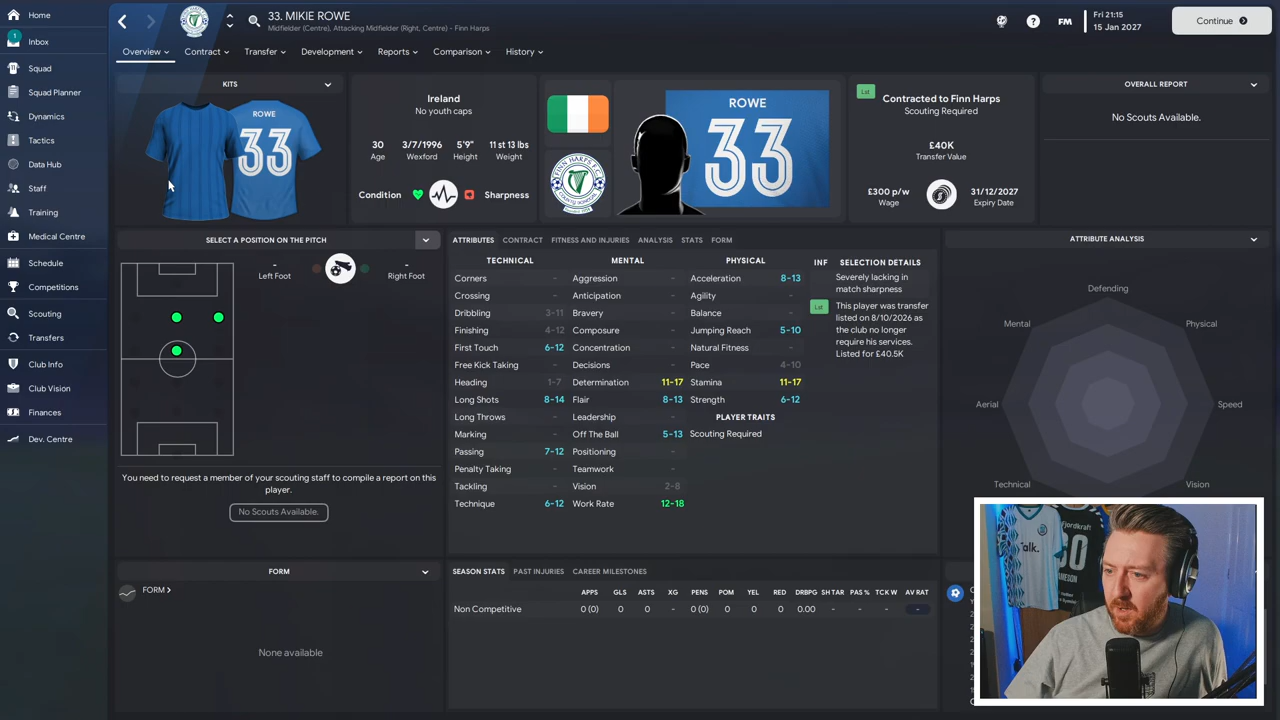 Home
1
Inbox
Squad
Squad Planner
Dynamics
Tactics
Data Hub
Staff
Training
Medical Centre
Schedule
Competitions
Scouting
Transfers
Club Info
Club Vision
Finances
Dev. Centre
33. MIKIE ROWE
Midfielder (Centre), Attacking Midfielder (Right, Centre) - Finn Harps
?
FM
Fri 21:15
15 Jan 2027
Continue
Overview
Contract
Transfer
Development
Reports
Comparison
History
KITS
ROWE
33
Ireland
No youth caps
30 3/7/1996 5'9" 11 st 13 lbs
Age Wexford Height Weight
Condition Sharpness
FINN HARPS F.C.
ROWE
33
Lst
Contracted to Finn Harps
Scouting Required
£40K
Transfer Value
£300 p/w 31/12/2027
Wage Expiry Date
OVERALL REPORT
No Scouts Available.
SELECT A POSITION ON THE PITCH
- -
Left Foot Right Foot
You need to request a member of your scouting staff to compile a report on this
player.
No Scouts Available.
ATTRIBUTES CONTRACT FITNESS AND INJURIES ANALYSIS STATS FORM
TECHNICAL
Corners -
Crossing -
Dribbling 3-11
Finishing 4-12
First Touch 6-12
Free Kick Taking -
Heading 1-7
Long Shots 8-14
Long Throws -
Marking -
Passing 7-12
Penalty Taking -
Tackling -
Technique 6-12
MENTAL
Aggression -
Anticipation -
Bravery -
Composure -
Concentration -
Decisions -
Determination 11-17
Flair 8-13
Leadership -
Off The Ball 5-13
Positioning -
Teamwork -
Vision 2-8
Work Rate 12-18
PHYSICAL
Acceleration 8-13
Agility -
Balance -
Jumping Reach 5-10
Natural Fitness -
Pace 4-10
Stamina 11-17
Strength 6-12
PLAYER TRAITS
Scouting Required
INF SELECTION DETAILS
Severely lacking in
match sharpness
Lst
This player was transfer
listed on 8/10/2026 as
the club no longer
require his services.
Listed for £40.5K
ATTRIBUTE ANALYSIS
Defending
Mental Physical
Aerial Speed
Technical Vision
FORM
FORM
None available
SEASON STATS PAST INJURIES CAREER MILESTONES
APPS GLS ASTS XG PENS POM YEL RED DRBPG SH TAR PAS % TCK W AV RAT
Non Competitive 0 (0) 0 0 - 0 (0) 0 0 0 0.00 - - - -
Talk.
fjordkraft
30
JAMESON